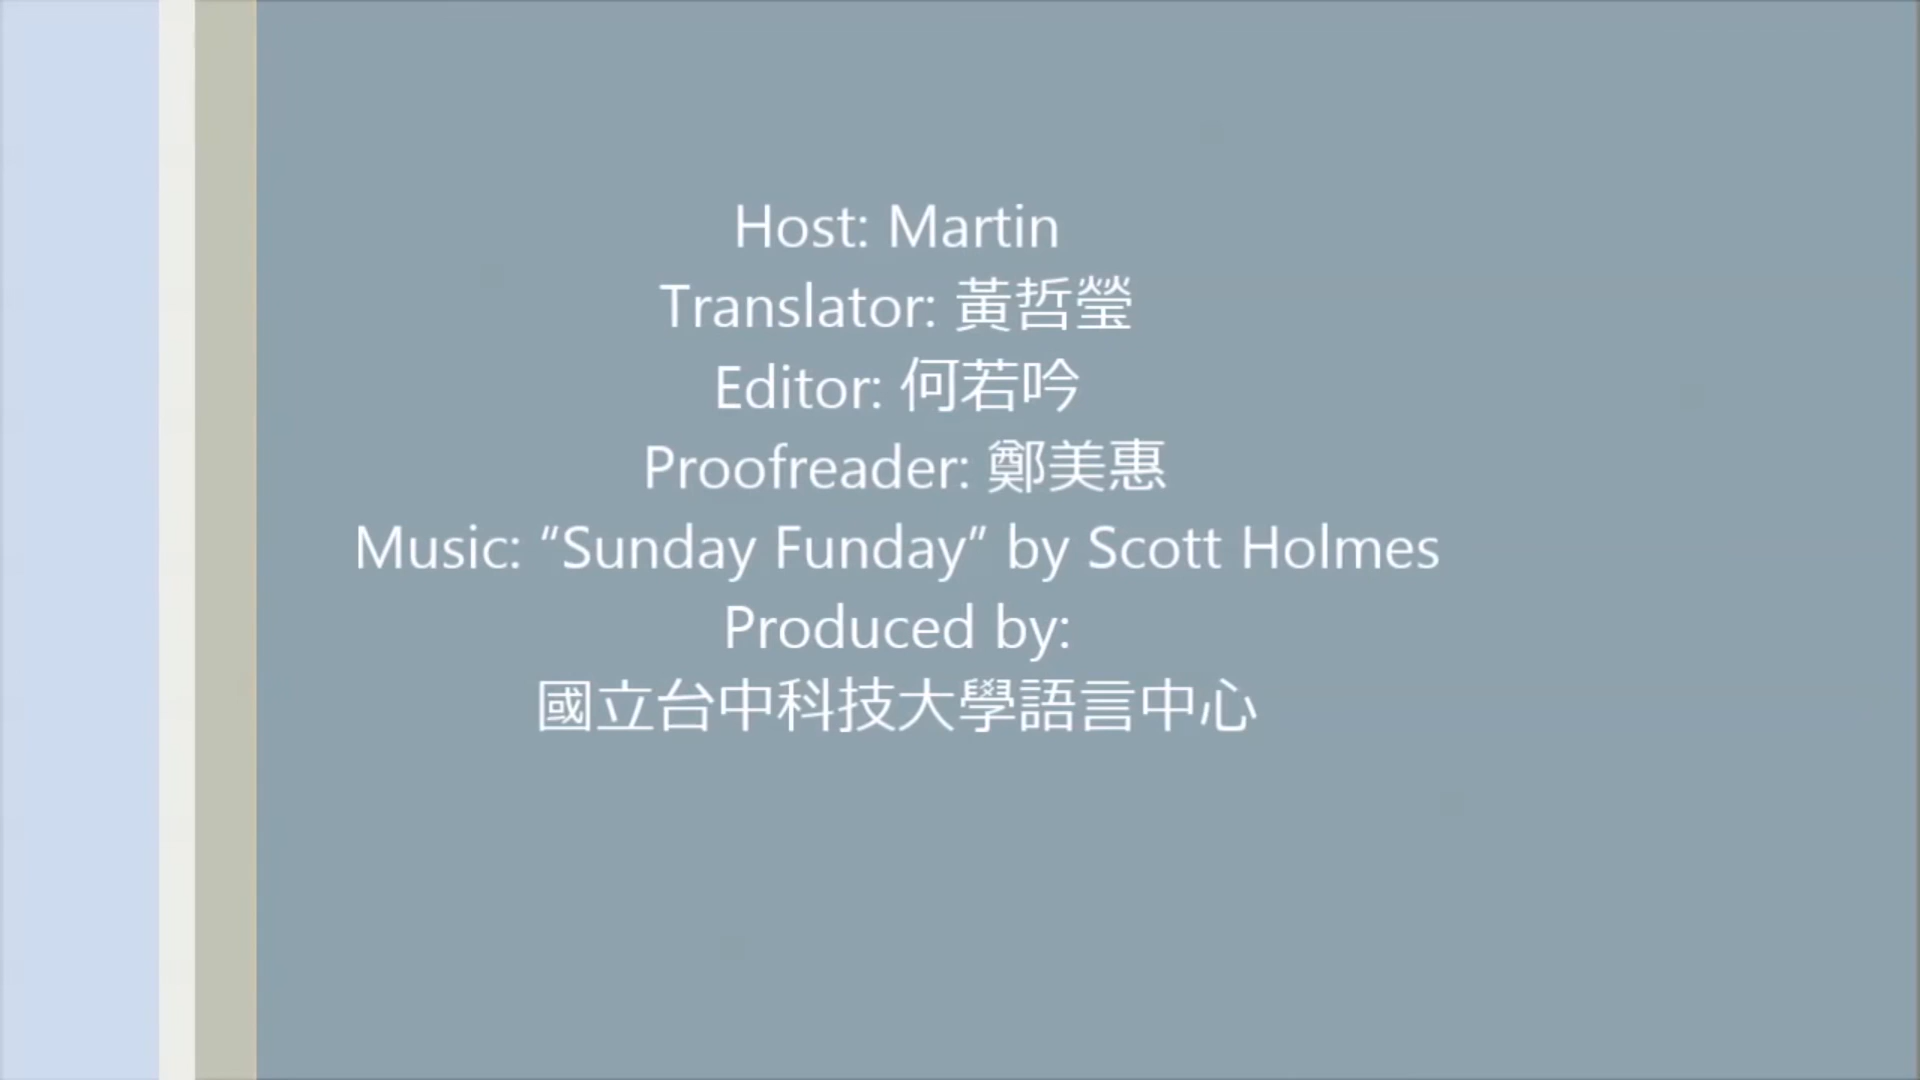 Host: Martin
Translator: 黃哲瑩
Editor: 何若吟
Proofreader: 鄭美惠
Music: “Sunday Funday” by Scott Holmes
Produced by:
國立台中科技大學語言中心